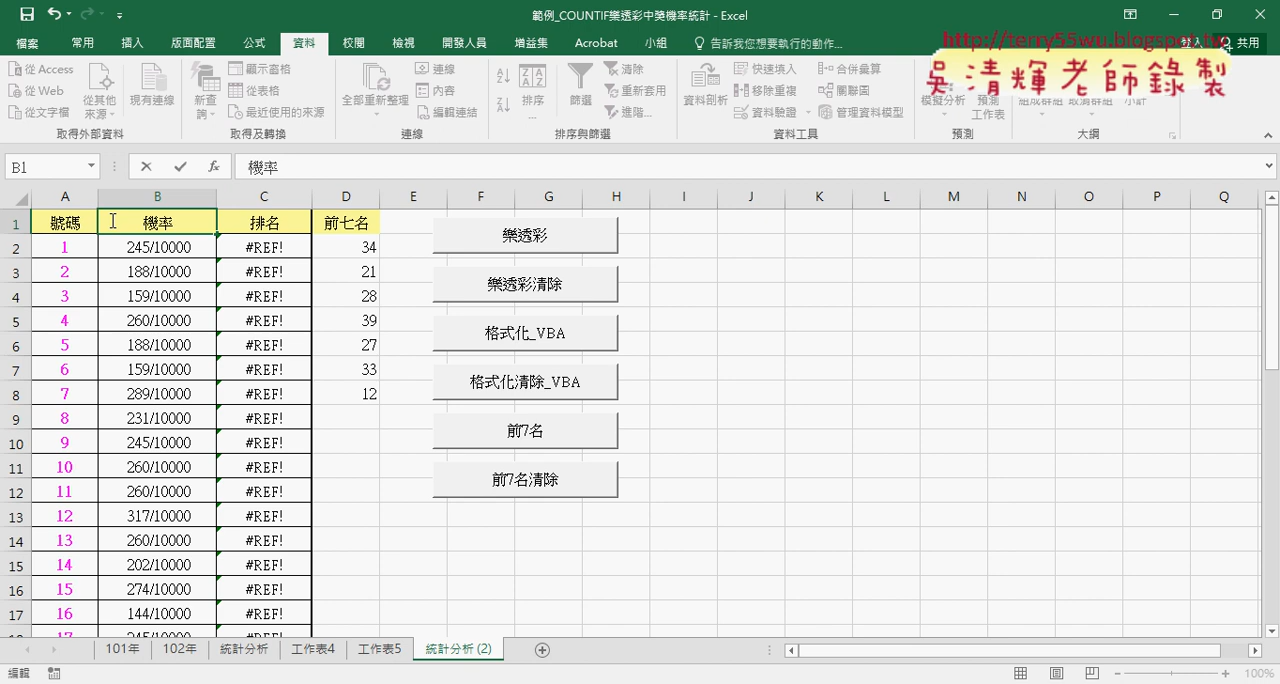 範例_COUNTIF樂透彩中獎機率統計 - Excel
檔案 常用 插入 版面配置 公式 資料 校閱 檢視 開發人員 增益集 Acrobat 小組 告訴我您想要執行的動作... 登入 共用
http://terry55wu.blogspot.tw
吳清輝老師錄製
從 Access 從 Web 從文字檔 從其他來源 現有連線 新查詢 顯示窗格 從表格 最近使用的來源 全部重新整理 連線 內容 編輯連結 排序... 篩選 清除 重新套用 進階... 資料剖析 快速填入 移除重複 資料驗證 合併彙算 關聯圖 管理資料模型 模擬分析 預測工作表 組成群組 取消群組 小計
取得外部資料 取得及轉換 連線 排序與篩選 資料工具 預測 大綱
B1 fx 機率
A B C D E F G H I J K L M N O P Q
1 號碼 機率 排名 前七名
2 1 245/10000 #REF! 34
3 2 188/10000 #REF! 21
4 3 159/10000 #REF! 28
5 4 260/10000 #REF! 39
6 5 188/10000 #REF! 27
7 6 159/10000 #REF! 33
8 7 289/10000 #REF! 12
9 8 231/10000 #REF!
10 9 245/10000 #REF!
11 10 260/10000 #REF!
12 11 260/10000 #REF!
13 12 317/10000 #REF!
14 13 260/10000 #REF!
15 14 202/10000 #REF!
16 15 274/10000 #REF!
17 16 144/10000 #REF!
17 245/10000 #REF!
樂透彩
樂透彩清除
格式化_VBA
格式化清除_VBA
前7名
前7名清除
101年 102年 統計分析 工作表4 工作表5 統計分析 (2)
編輯 100%